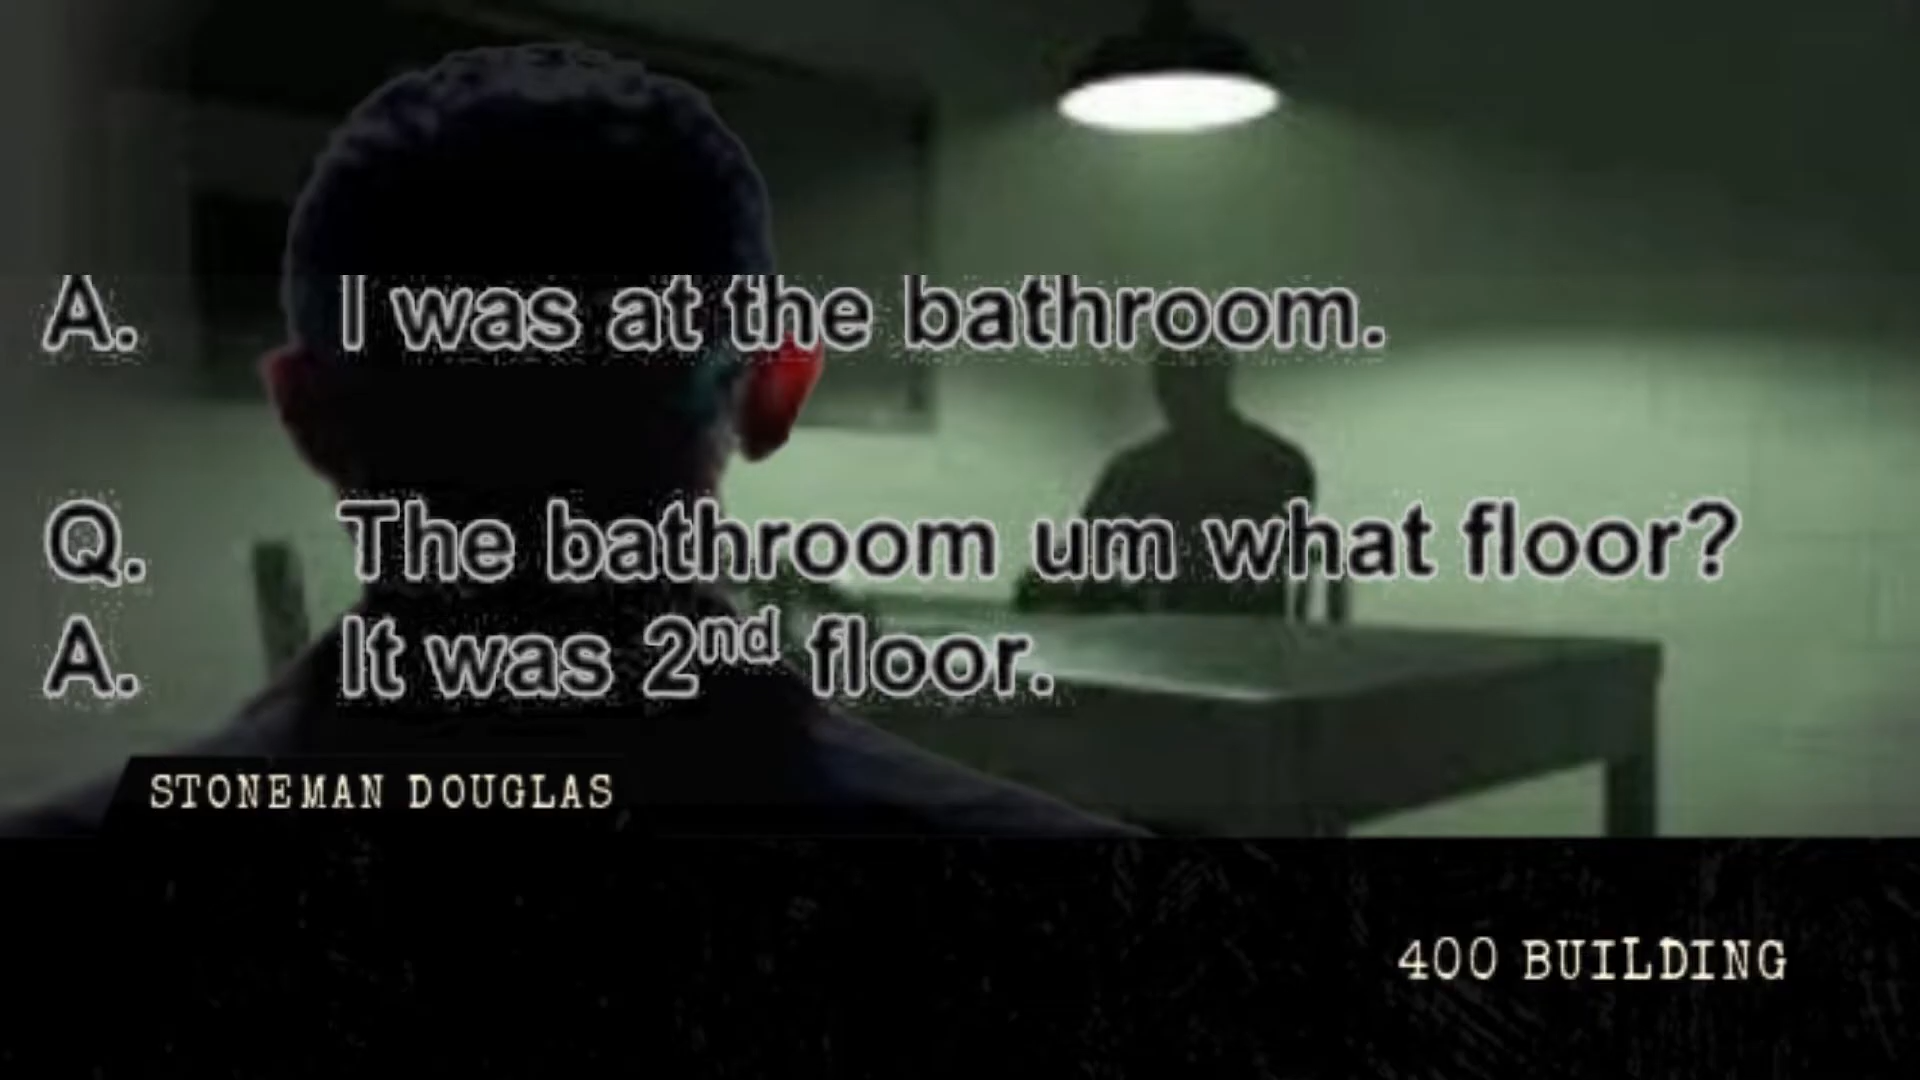 A. I was at the bathroom.
Q. The bathroom um what floor?
A. It was 2nd floor.
STONEMAN DOUGLAS
400 BUILDING